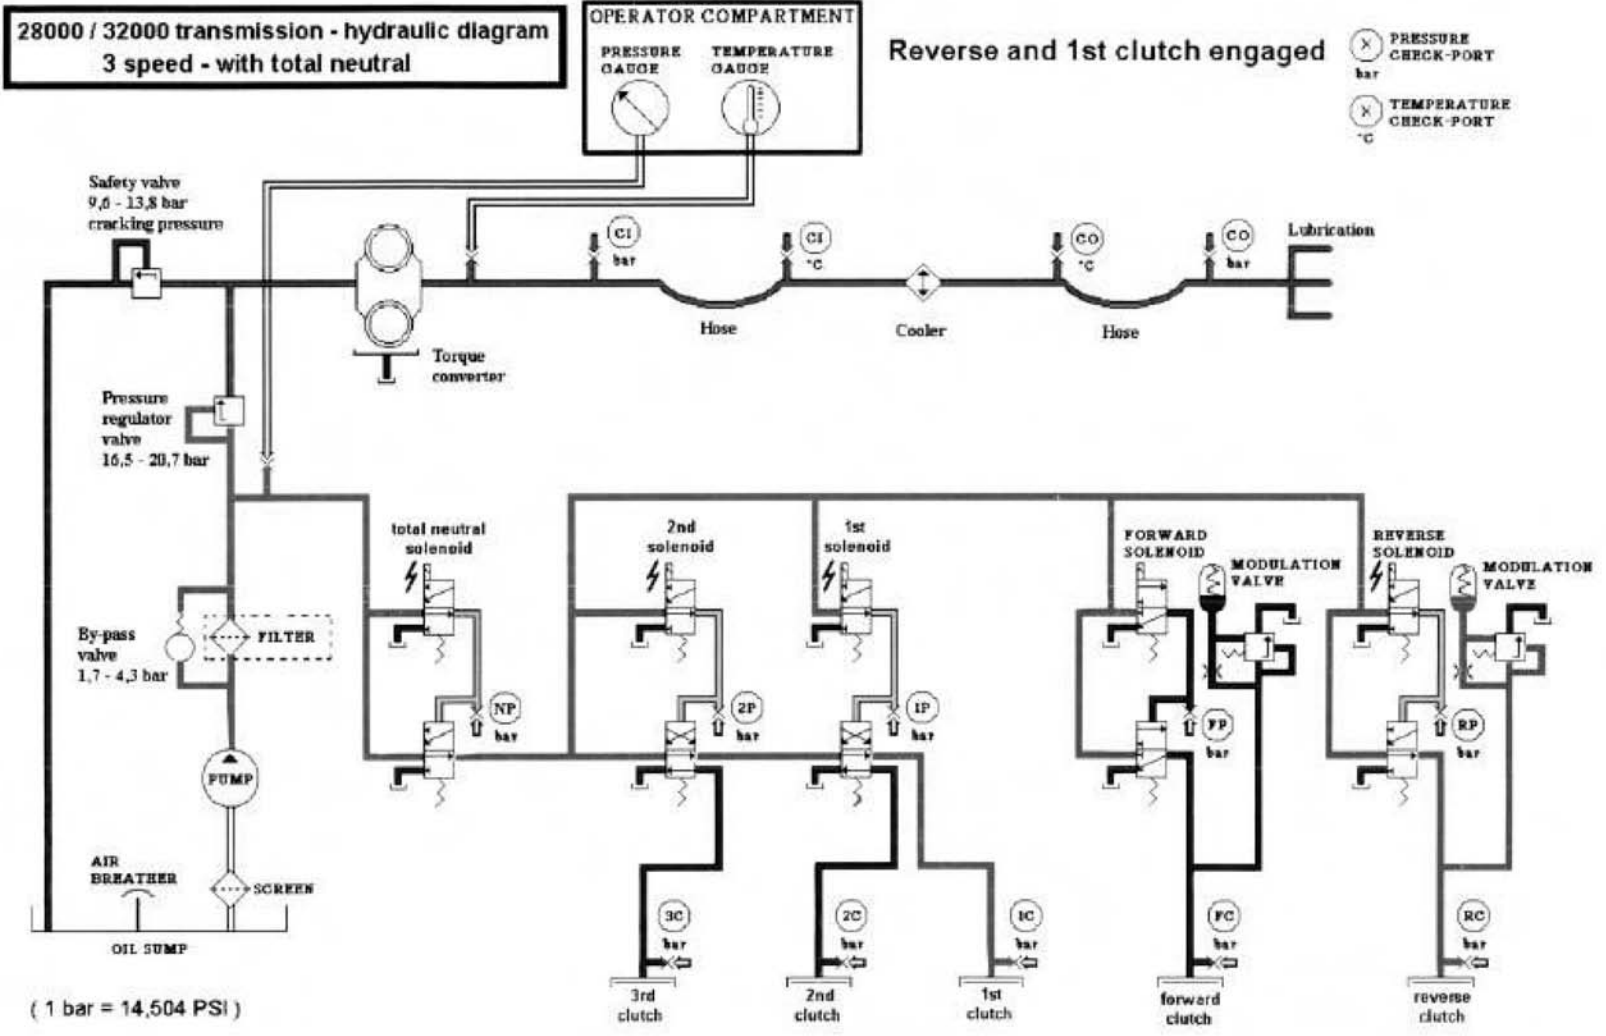 28000 / 32000 transmission - hydraulic diagram
3 speed - with total neutral
OPERATOR COMPARTMENT
PRESSURE
GAUGE
TEMPERATURE
GAUGE
Reverse and 1st clutch engaged
PRESSURE
CHECK-PORT
bar
TEMPERATURE
CHECK-PORT
°C
Safety valve
9,6 - 13,8 bar
cracking pressure
CI
bar
CI
°C
CO
°C
CO
bar
Lubrication
Hose
Cooler
Hose
Torque
converter
Pressure
regulator
valve
16,5 - 20,7 bar
total neutral
solenoid
2nd
solenoid
1st
solenoid
FORWARD
SOLENOID
MODULATION
VALVE
REVERSE
SOLENOID
MODULATION
VALVE
By-pass
valve
1,7 - 4,3 bar
FILTER
NP
bar
2P
bar
1P
bar
FP
bar
RP
bar
PUMP
AIR
BREATHER
SCREEN
OIL SUMP
3C
bar
2C
bar
1C
bar
FC
bar
RC
bar
3rd
clutch
2nd
clutch
1st
clutch
forward
clutch
reverse
clutch
( 1 bar = 14,504 PSI )